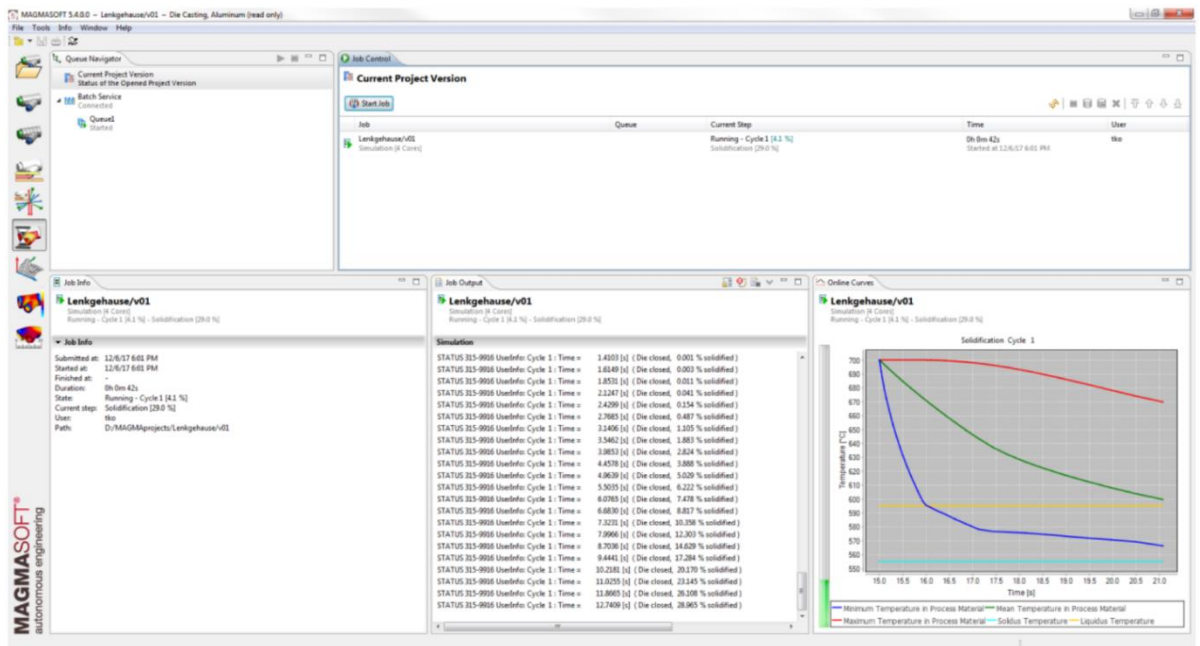 MAGMASOFT 5.4.0.0 – Lenkgehause/v01 – Die Casting, Aluminum (read only)
File Tools Info Window Help
Queue Navigator
Current Project Version
Status of the Opened Project Version
Batch Service
Connected
Queue1
Started
Job Control
Current Project Version
Start Job
Job Queue Current Step Time User
Lenkgehause/v01 Running - Cycle 1 [4.1 %] 0h 0m 42s tko
Simulation [4 Cores] Solidification [29.0 %] Started at 12/6/17 6:01 PM
Job Info
Lenkgehause/v01
Simulation [4 Cores]
Running - Cycle 1 [4.1 %] - Solidification [29.0 %]
Job Info
Submitted at: 12/6/17 6:01 PM
Started at: 12/6/17 6:01 PM
Finished at: -
Duration: 0h 0m 42s
State: Running - Cycle 1 [4.1 %]
Current step: Solidification [29.0 %]
User: tko
Path: D:/MAGMAprojects/Lenkgehause/v01
Job Output
Lenkgehause/v01
Simulation [4 Cores]
Running - Cycle 1 [4.1 %] - Solidification [29.0 %]
Simulation
STATUS 315-9916 UserInfo: Cycle 1 : Time = 1.4103 [s] ( Die closed, 0.001 % solidified )
STATUS 315-9916 UserInfo: Cycle 1 : Time = 1.6149 [s] ( Die closed, 0.003 % solidified )
STATUS 315-9916 UserInfo: Cycle 1 : Time = 1.8531 [s] ( Die closed, 0.011 % solidified )
STATUS 315-9916 UserInfo: Cycle 1 : Time = 2.1247 [s] ( Die closed, 0.041 % solidified )
STATUS 315-9916 UserInfo: Cycle 1 : Time = 2.4299 [s] ( Die closed, 0.154 % solidified )
STATUS 315-9916 UserInfo: Cycle 1 : Time = 2.7685 [s] ( Die closed, 0.487 % solidified )
STATUS 315-9916 UserInfo: Cycle 1 : Time = 3.1406 [s] ( Die closed, 1.105 % solidified )
STATUS 315-9916 UserInfo: Cycle 1 : Time = 3.5462 [s] ( Die closed, 1.883 % solidified )
STATUS 315-9916 UserInfo: Cycle 1 : Time = 3.9853 [s] ( Die closed, 2.824 % solidified )
STATUS 315-9916 UserInfo: Cycle 1 : Time = 4.4578 [s] ( Die closed, 3.888 % solidified )
STATUS 315-9916 UserInfo: Cycle 1 : Time = 4.9639 [s] ( Die closed, 5.029 % solidified )
STATUS 315-9916 UserInfo: Cycle 1 : Time = 5.5035 [s] ( Die closed, 6.222 % solidified )
STATUS 315-9916 UserInfo: Cycle 1 : Time = 6.0765 [s] ( Die closed, 7.478 % solidified )
STATUS 315-9916 UserInfo: Cycle 1 : Time = 6.6830 [s] ( Die closed, 8.817 % solidified )
STATUS 315-9916 UserInfo: Cycle 1 : Time = 7.3231 [s] ( Die closed, 10.358 % solidified )
STATUS 315-9916 UserInfo: Cycle 1 : Time = 7.9966 [s] ( Die closed, 12.303 % solidified )
STATUS 315-9916 UserInfo: Cycle 1 : Time = 8.7036 [s] ( Die closed, 14.629 % solidified )
STATUS 315-9916 UserInfo: Cycle 1 : Time = 9.4441 [s] ( Die closed, 17.284 % solidified )
STATUS 315-9916 UserInfo: Cycle 1 : Time = 10.2181 [s] ( Die closed, 20.170 % solidified )
STATUS 315-9916 UserInfo: Cycle 1 : Time = 11.0255 [s] ( Die closed, 23.145 % solidified )
STATUS 315-9916 UserInfo: Cycle 1 : Time = 11.8665 [s] ( Die closed, 26.108 % solidified )
STATUS 315-9916 UserInfo: Cycle 1 : Time = 12.7409 [s] ( Die closed, 28.965 % solidified )
Online Curves
Lenkgehause/v01
Simulation [4 Cores]
Running - Cycle 1 [4.1 %] - Solidification [29.0 %]
Solidification Cycle 1
Temperature [°C]
700
690
680
670
660
650
640
630
620
610
600
590
580
570
560
550
15.0 15.5 16.0 16.5 17.0 17.5 18.0 18.5 19.0 19.5 20.0 20.5 21.0
Time [s]
Minimum Temperature in Process Material Mean Temperature in Process Material
Maximum Temperature in Process Material Solidus Temperature Liquidus Temperature
MAGMASOFT®
autonomous engineering